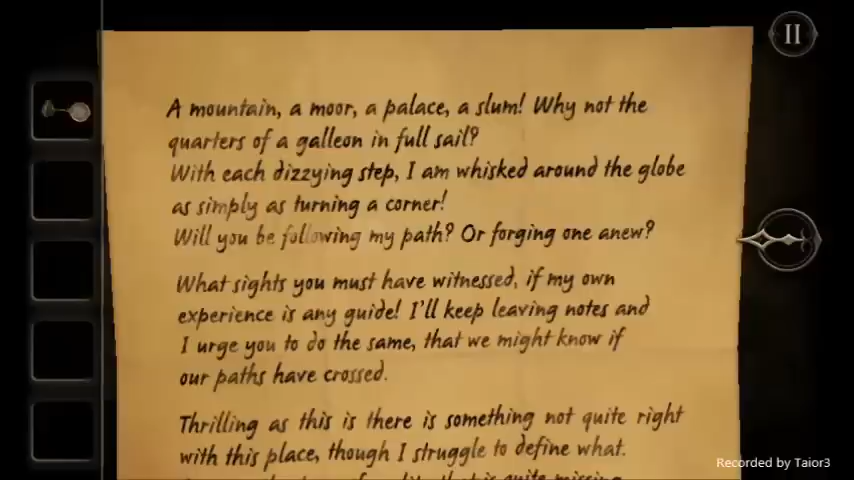 A mountain, a moor, a palace, a slum! Why not the
quarters of a galleon in full sail?
With each dizzying step, I am whisked around the globe
as simply as turning a corner!
Will you be following my path? Or forging one anew?
What sights you must have witnessed, if my own
experience is any guide! I'll keep leaving notes and
I urge you to do the same, that we might know if
our paths have crossed.
Thrilling as this is there is something not quite right
with this place, though I struggle to define what.
that is quite missing
Recorded by Taior3